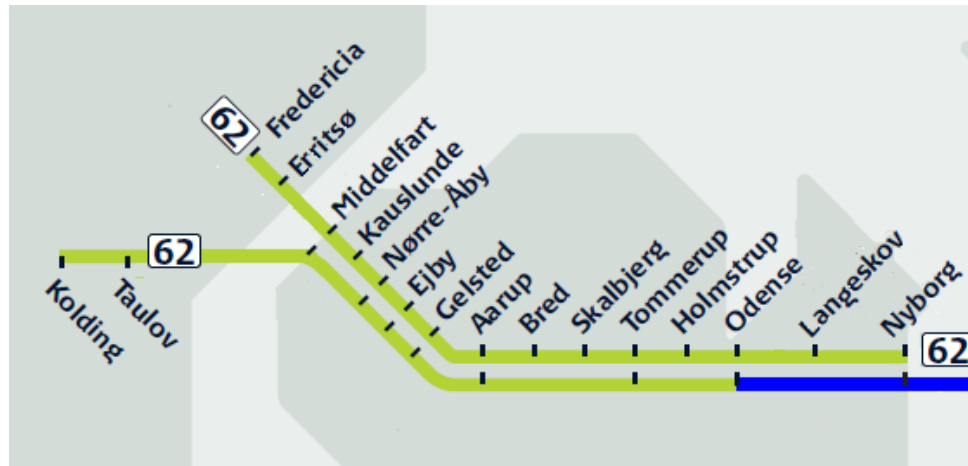 62
Fredericia
Erritsø
Middelfart
Kauslunde
Nørre-Åby
Ejby
Gelsted
Aarup
Bred
Skalbjerg
Tommerup
Holmstrup
Odense
Langeskov
Nyborg
62
Kolding
Taulov
62